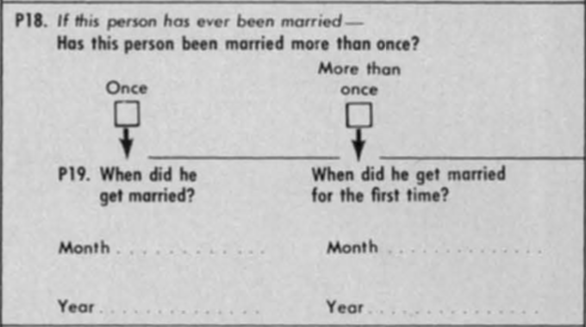 P18. If this person has ever been married—
Has this person been married more than once?
Once
More than
once
P19. When did he
get married?
When did he get married
for the first time?
Month . . . . . . . . . . . .
Month . . . . . . . . . . . . .
Year . . . . . . . . . . . . .
Year . . . . . . . . . . . . . .